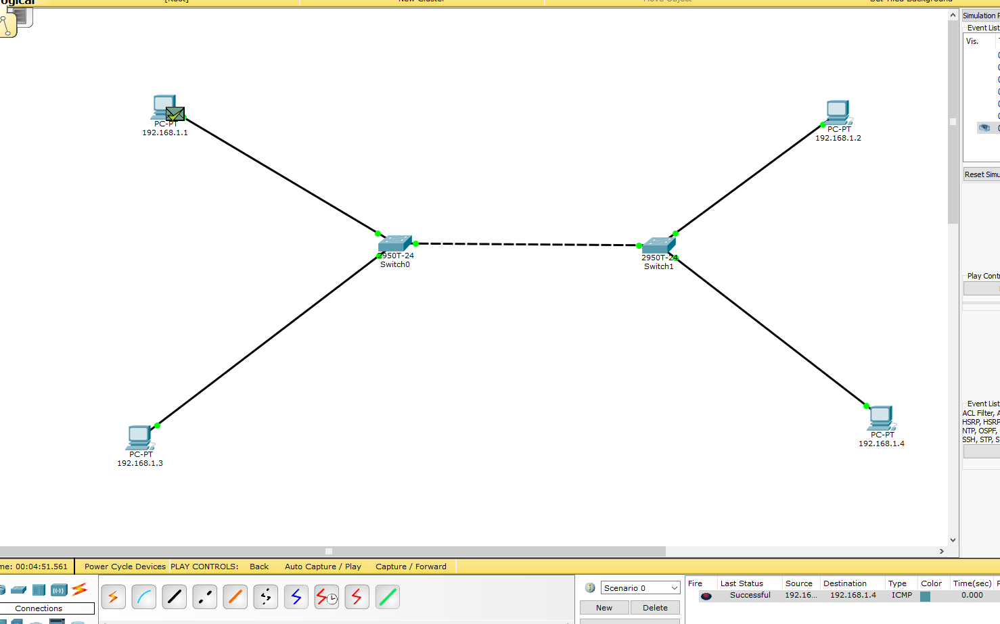 [Root]
New Cluster
Move Object
Set Tiled Background
Simulation
Event List
Vis.
PC-PT
192.168.1.1
PC-PT
192.168.1.2
Reset Simu
2950T-24
Switch0
2950T-24
Switch1
Play Contr
Event List
ACL Filter,
HSRP, HSRP
NTP, OSPF,
SSH, STP, S
PC-PT
192.168.1.3
PC-PT
192.168.1.4
me: 00:04:51.561 Power Cycle Devices PLAY CONTROLS: Back Auto Capture / Play Capture / Forward
Connections
Scenario 0
New Delete
Fire Last Status Source Destination Type Color Time(sec)
Successful 192.16... 192.168.1.4 ICMP 0.000